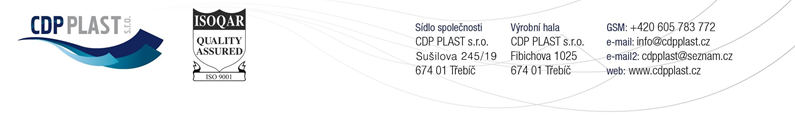 CDP PLAST s.r.o.
ISOQAR
QUALITY
ASSURED
ISO 9001
Sídlo společnosti
CDP PLAST s.r.o.
Sušilova 245/19
674 01 Třebíč
Výrobní hala
CDP PLAST s.r.o.
Fibichova 1025
674 01 Třebíč
GSM: +420 605 783 772
e-mail: info@cdpplast.cz
e-mail2: cdpplast@seznam.cz
web: www.cdpplast.cz